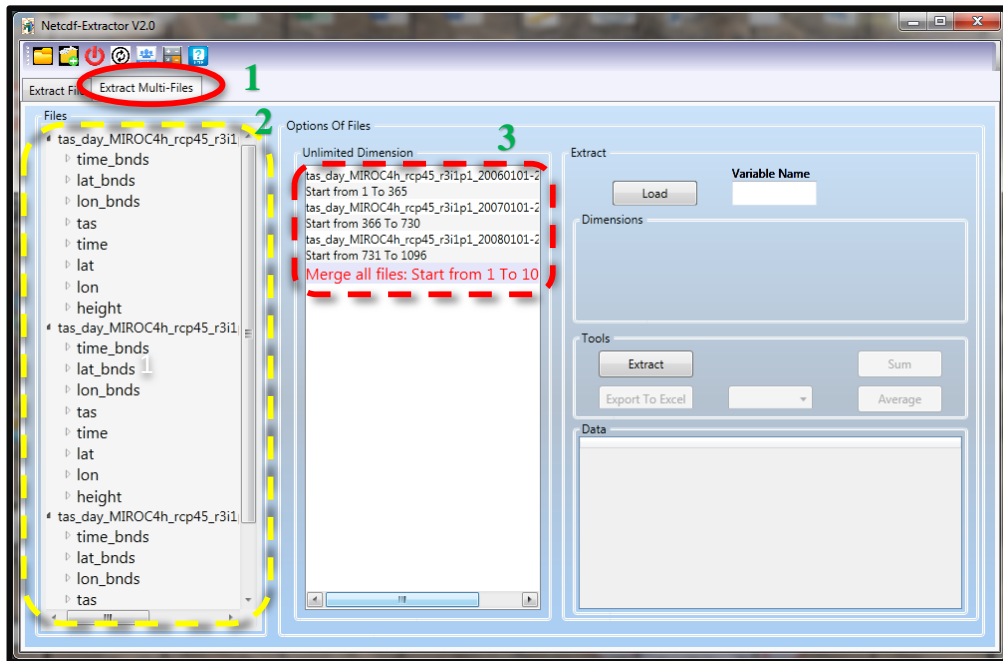 Netcdf-Extractor V2.0
Extract Fil
Extract Multi-Files
1
Files
2
tas_day_MIROC4h_rcp45_r3i1
time_bnds
lat_bnds
lon_bnds
tas
time
lat
lon
height
tas_day_MIROC4h_rcp45_r3i1p
time_bnds
lat_bnds
1
lon_bnds
tas
time
lat
lon
height
tas_day_MIROC4h_rcp45_r3i1p
time_bnds
lat_bnds
lon_bnds
tas
Options Of Files
3
Unlimited Dimension
tas_day_MIROC4h_rcp45_r3i1p1_20060101-2
Start from 1 To 365
tas_day_MIROC4h_rcp45_r3i1p1_20070101-2
Start from 366 To 730
tas_day_MIROC4h_rcp45_r3i1p1_20080101-2
Start from 731 To 1096
Merge all files: Start from 1 To 10
Extract
Variable Name
Load
Dimensions
Tools
Extract
Sum
Export To Excel
Average
Data